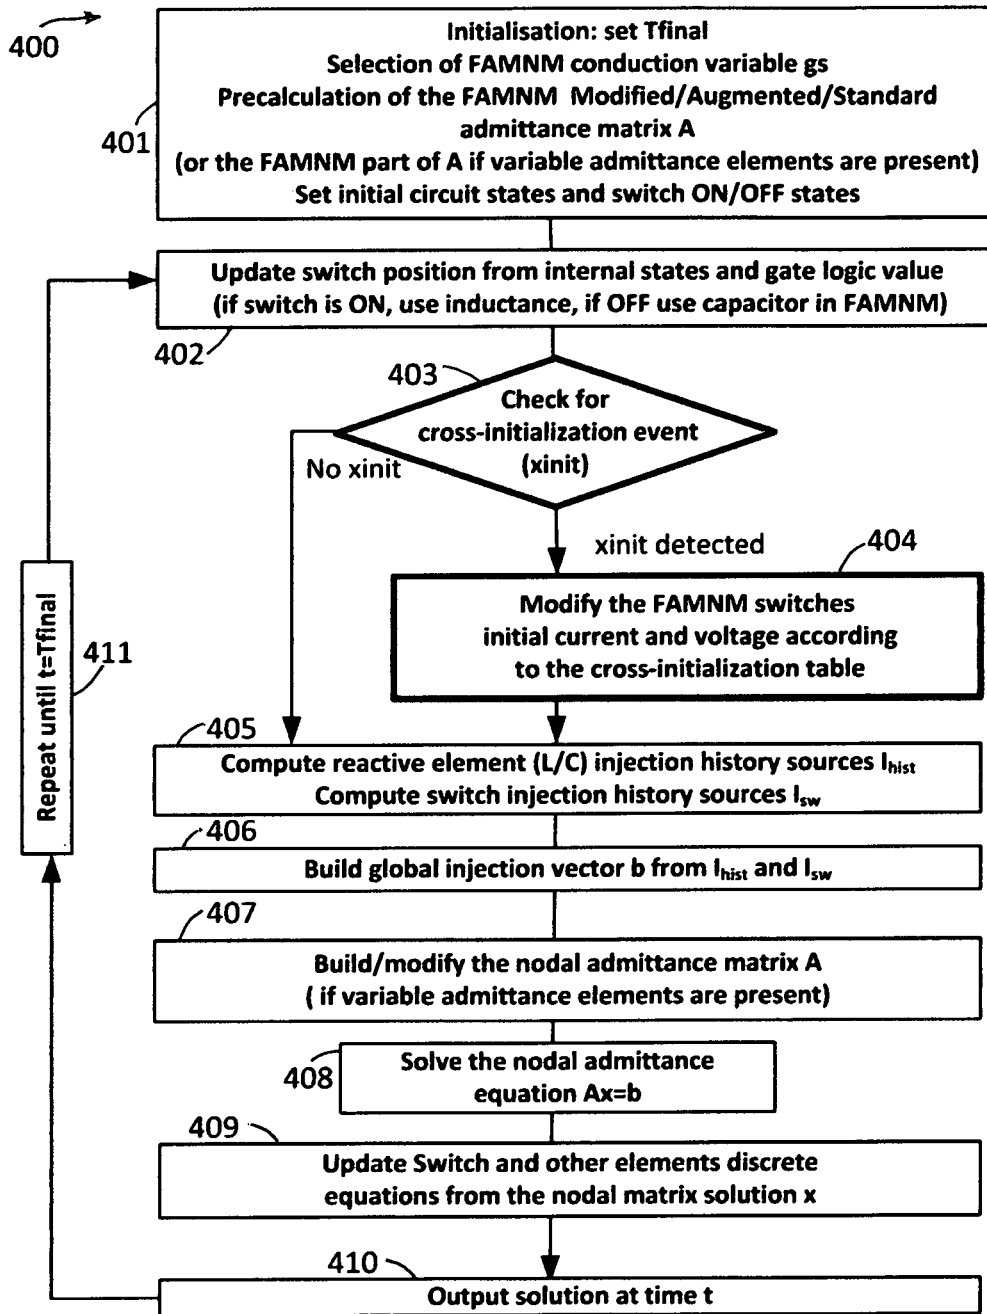 400
Initialisation: set Tfinal
Selection of FAMNM conduction variable gs
Precalculation of the FAMNM Modified/Augmented/Standard
admittance matrix A
(or the FAMNM part of A if variable admittance elements are present)
Set initial circuit states and switch ON/OFF states
401
Update switch position from internal states and gate logic value
(if switch is ON, use inductance, if OFF use capacitor in FAMNM)
402
403
Check for
cross-initialization event
(xinit)
No xinit
xinit detected
404
Modify the FAMNM switches
initial current and voltage according
to the cross-initialization table
405
Compute reactive element (L/C) injection history sources Ihist
Compute switch injection history sources Isw
406
Build global injection vector b from Ihist and Isw
407
Build/modify the nodal admittance matrix A
( if variable admittance elements are present)
408
Solve the nodal admittance
equation Ax=b
409
Update Switch and other elements discrete
equations from the nodal matrix solution x
410
Output solution at time t
Repeat until t=Tfinal
411